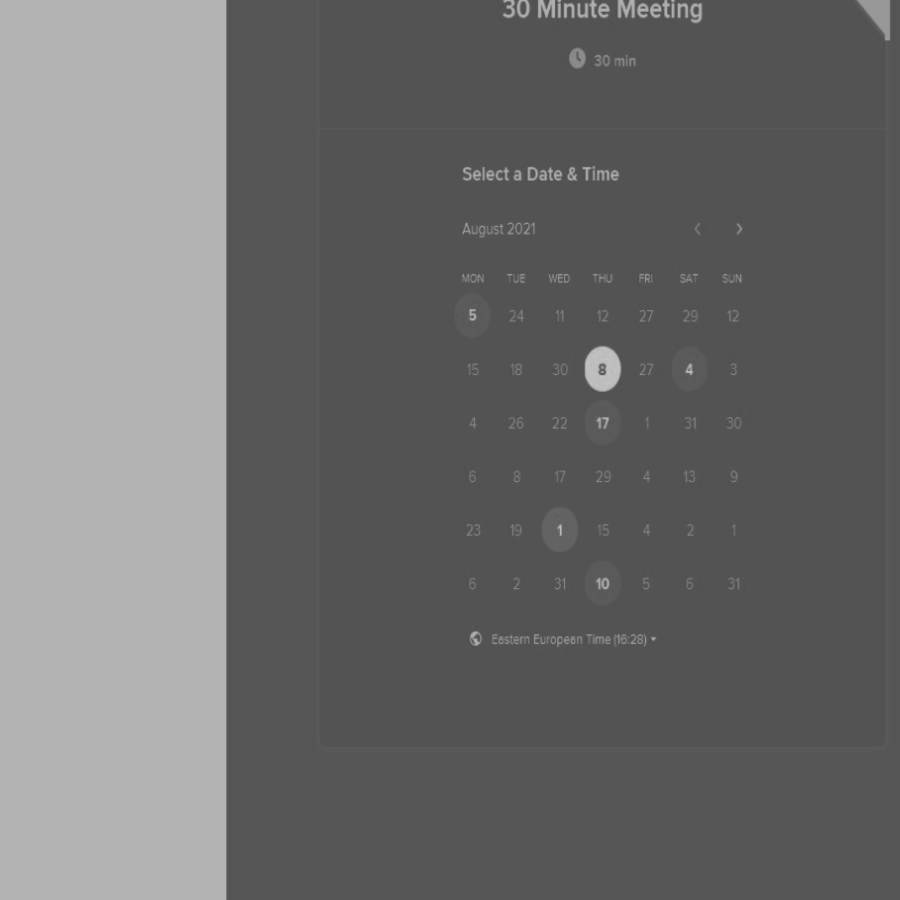 30 Minute Meeting
30 min
Select a Date & Time
August 2021
MON TUE WED THU FRI SAT SUN
5 24 11 12 27 29 12
15 18 30 8 27 4 3
4 26 22 17 1 31 30
6 8 17 29 4 13 9
23 19 1 15 4 2 1
6 2 31 10 5 6 31
Eastern European Time (16:28)